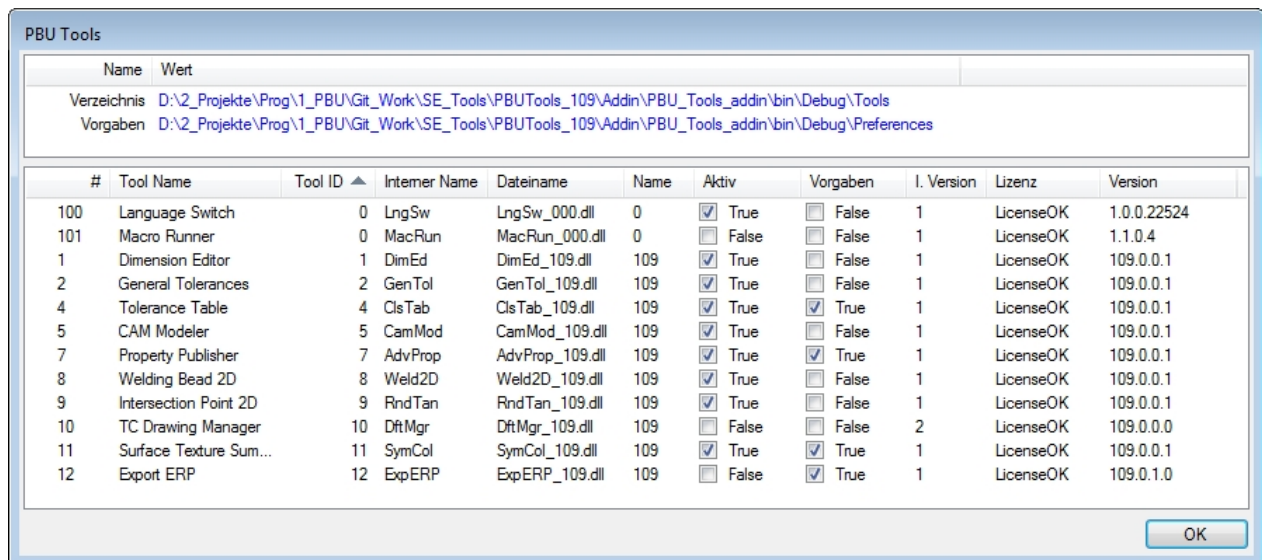 PBU Tools
Name Wert
Verzeichnis D:\2_Projekte\Prog\1_PBU\Git_Work\SE_Tools\PBUTools_109\Addin\PBU_Tools_addin\bin\Debug\Tools
Vorgaben D:\2_Projekte\Prog\1_PBU\Git_Work\SE_Tools\PBUTools_109\Addin\PBU_Tools_addin\bin\Debug\Preferences
# Tool Name Tool ID Interner Name Dateiname Name Aktiv Vorgaben I. Version Lizenz Version
100 Language Switch 0 LngSw LngSw_000.dll 0 True False 1 LicenseOK 1.0.0.22524
101 Macro Runner 0 MacRun MacRun_000.dll 0 False False 1 LicenseOK 1.1.0.4
1 Dimension Editor 1 DimEd DimEd_109.dll 109 True False 1 LicenseOK 109.0.0.1
2 General Tolerances 2 GenTol GenTol_109.dll 109 True False 1 LicenseOK 109.0.0.1
4 Tolerance Table 4 ClsTab ClsTab_109.dll 109 True True 1 LicenseOK 109.0.0.1
5 CAM Modeler 5 CamMod CamMod_109.dll 109 True False 1 LicenseOK 109.0.0.1
7 Property Publisher 7 AdvProp AdvProp_109.dll 109 True True 1 LicenseOK 109.0.0.1
8 Welding Bead 2D 8 Weld2D Weld2D_109.dll 109 True False 1 LicenseOK 109.0.0.1
9 Intersection Point 2D 9 RndTan RndTan_109.dll 109 True False 1 LicenseOK 109.0.0.1
10 TC Drawing Manager 10 DftMgr DftMgr_109.dll 109 False False 2 LicenseOK 109.0.0.0
11 Surface Texture Sum... 11 SymCol SymCol_109.dll 109 True True 1 LicenseOK 109.0.0.1
12 Export ERP 12 ExpERP ExpERP_109.dll 109 False True 1 LicenseOK 109.0.1.0
OK